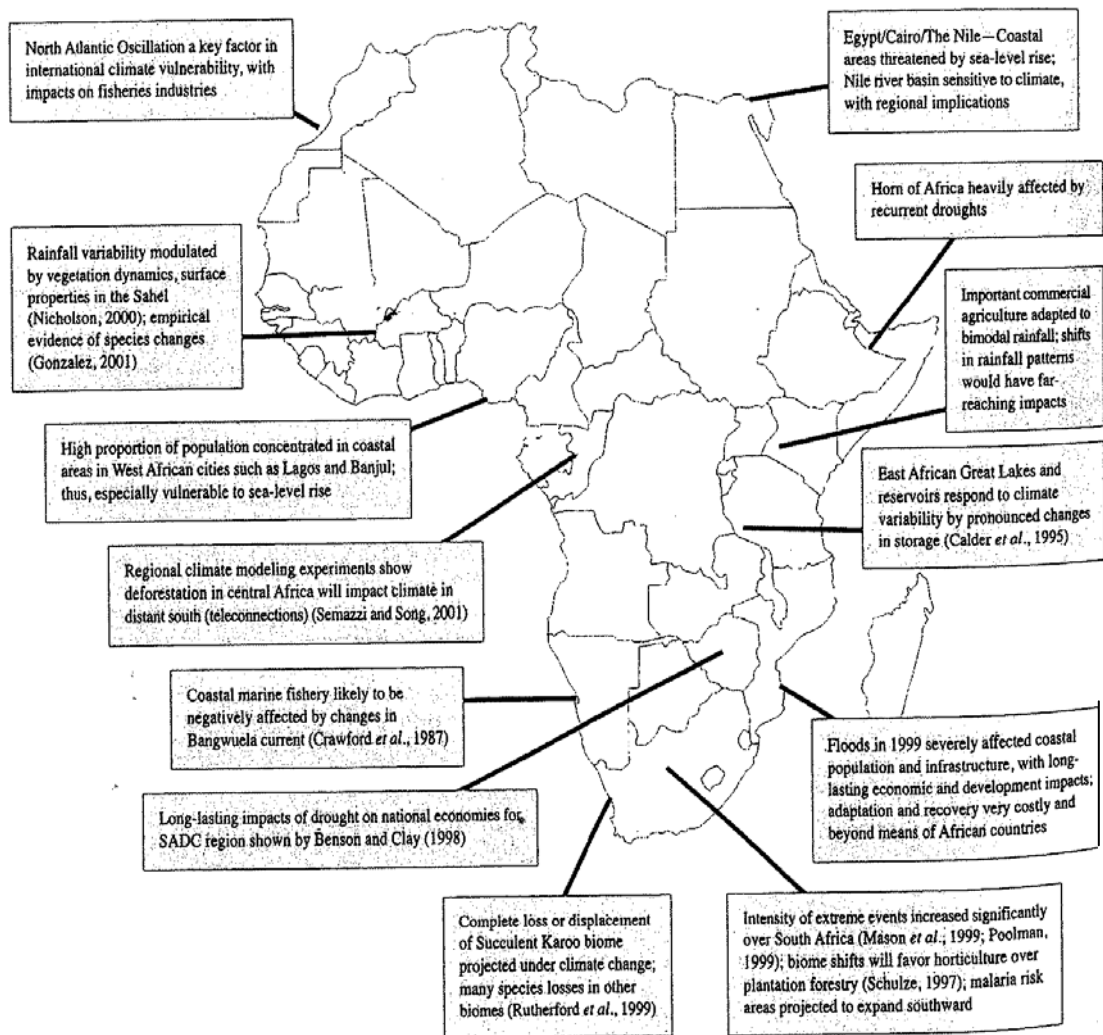 North Atlantic Oscillation a key factor in
international climate vulnerability, with
impacts on fisheries industries
Egypt/Cairo/The Nile—Coastal
areas threatened by sea-level rise;
Nile river basin sensitive to climate,
with regional implications
Horn of Africa heavily affected by
recurrent droughts
Rainfall variability modulated
by vegetation dynamics, surface
properties in the Sahel
(Nicholson, 2000); empirical
evidence of species changes
(Gonzalez, 2001)
Important commercial
agriculture adapted to
bimodal rainfall; shifts
in rainfall patterns
would have far-
reaching impacts
High proportion of population concentrated in coastal
areas in West African cities such as Lagos and Banjul;
thus, especially vulnerable to sea-level rise
East African Great Lakes and
reservoirs respond to climate
variability by pronounced changes
in storage (Calder et al., 1995)
Regional climate modeling experiments show
deforestation in central Africa will impact climate in
distant south (teleconnections) (Semazzi and Song, 2001)
Coastal marine fishery likely to be
negatively affected by changes in
Bangwuela current (Crawford et al., 1987)
Floods in 1999 severely affected coastal
population and infrastructure, with long-
lasting economic and development impacts;
adaptation and recovery very costly and
beyond means of African countries
Long-lasting impacts of drought on national economies for
SADC region shown by Benson and Clay (1998)
Complete loss or displacement
of Succulent Karoo biome
projected under climate change;
many species losses in other
biomes (Rutherford et al., 1999)
Intensity of extreme events increased significantly
over South Africa (Mason et al., 1999; Poolman,
1999); biome shifts will favor horticulture over
plantation forestry (Schulze, 1997); malaria risk
areas projected to expand southward